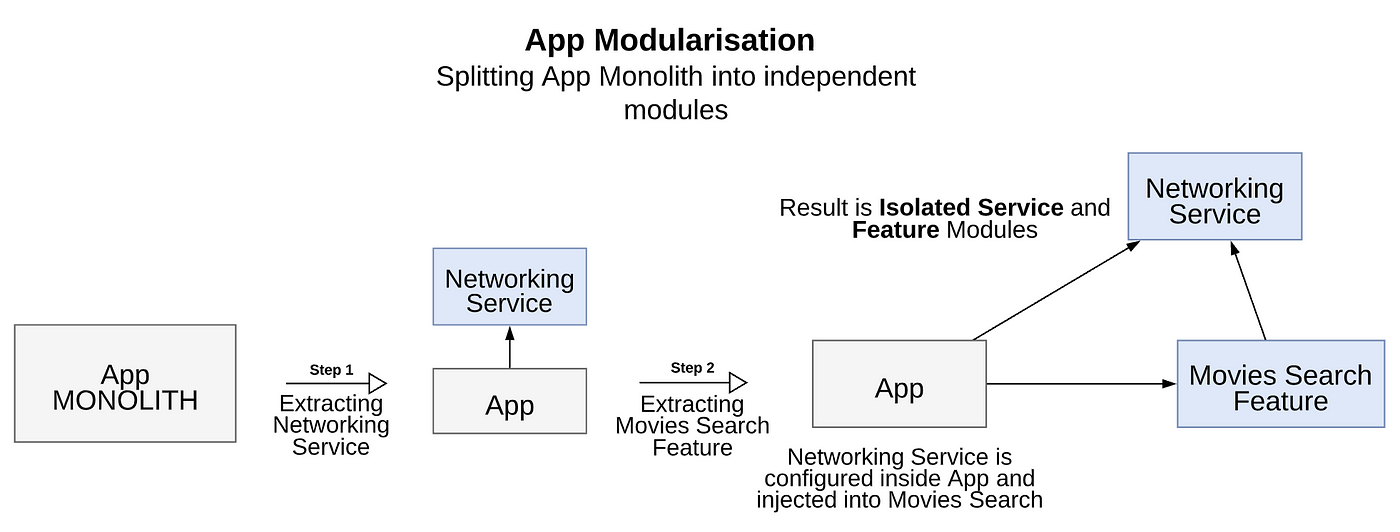 App Modularisation
Splitting App Monolith into independent
modules
App
MONOLITH
Step 1
Extracting
Networking
Service
Networking
Service
App
Step 2
Extracting
Movies Search
Feature
Result is Isolated Service and
Feature Modules
Networking
Service
App
Movies Search
Feature
Networking Service is
configured inside App and
injected into Movies Search